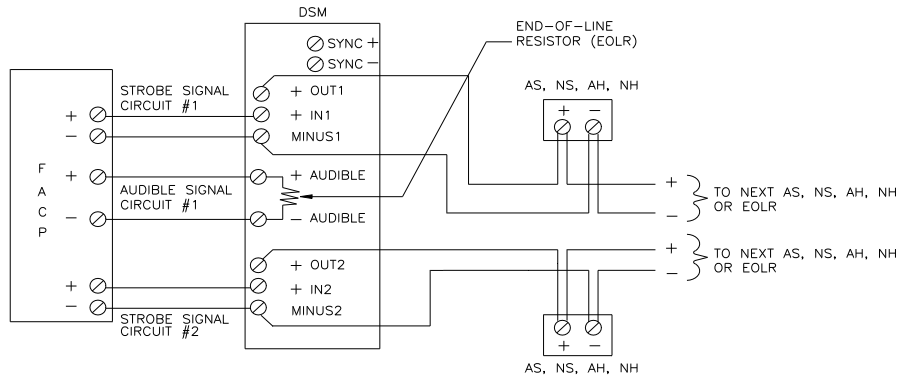 DSM
END-OF-LINE
RESISTOR (EOLR)
SYNC +
SYNC -
AS, NS, AH, NH
+ -
STROBE SIGNAL
CIRCUIT #1
+ OUT1
+ IN1
MINUS1
+
-
F
A
C
P
+
-
AUDIBLE SIGNAL
CIRCUIT #1
+ AUDIBLE
- AUDIBLE
+
-
TO NEXT AS, NS, AH, NH
OR EOLR
+
-
TO NEXT AS, NS, AH, NH
OR EOLR
+ OUT2
+ IN2
MINUS2
+
-
STROBE SIGNAL
CIRCUIT #2
+ -
AS, NS, AH, NH